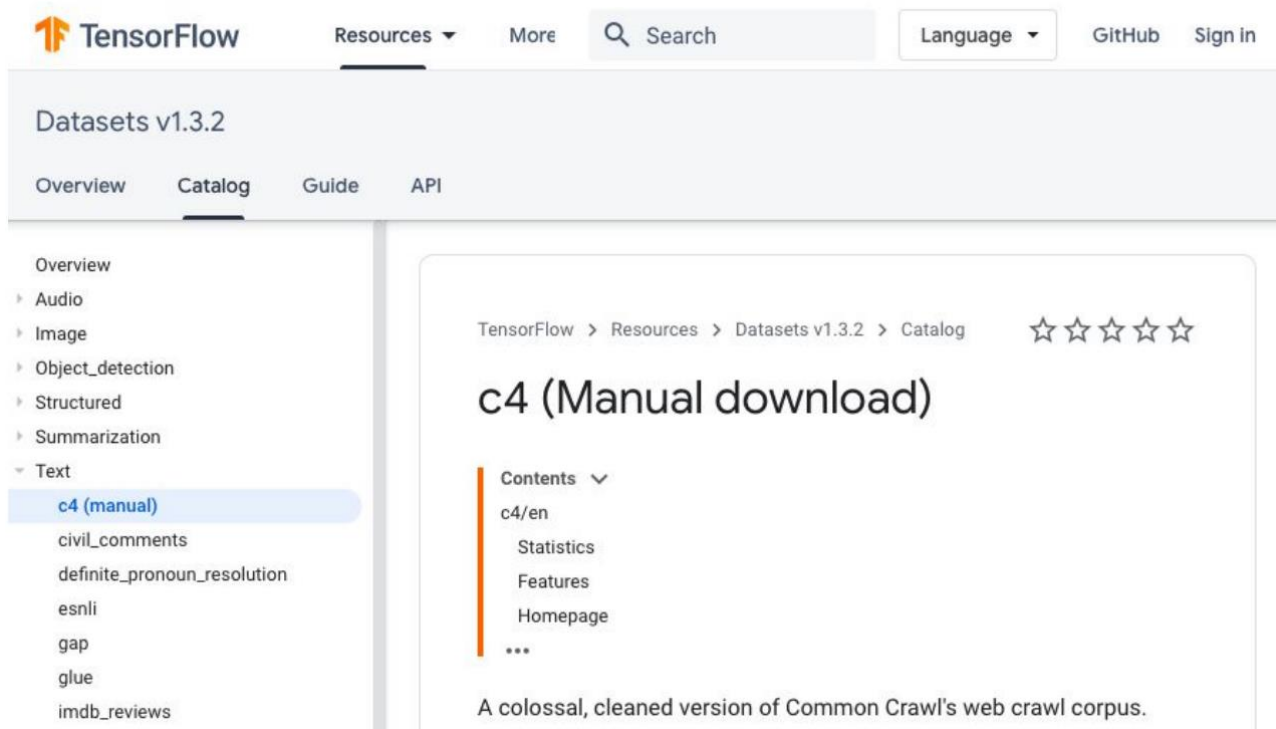 TensorFlow Resources More Search Language GitHub Sign in
Datasets v1.3.2
Overview Catalog Guide API
Overview
Audio
Image
Object_detection
Structured
Summarization
Text
c4 (manual)
civil_comments
definite_pronoun_resolution
esnli
gap
glue
imdb_reviews
TensorFlow > Resources > Datasets v1.3.2 > Catalog
c4 (Manual download)
Contents
c4/en
Statistics
Features
Homepage
•••
A colossal, cleaned version of Common Crawl's web crawl corpus.